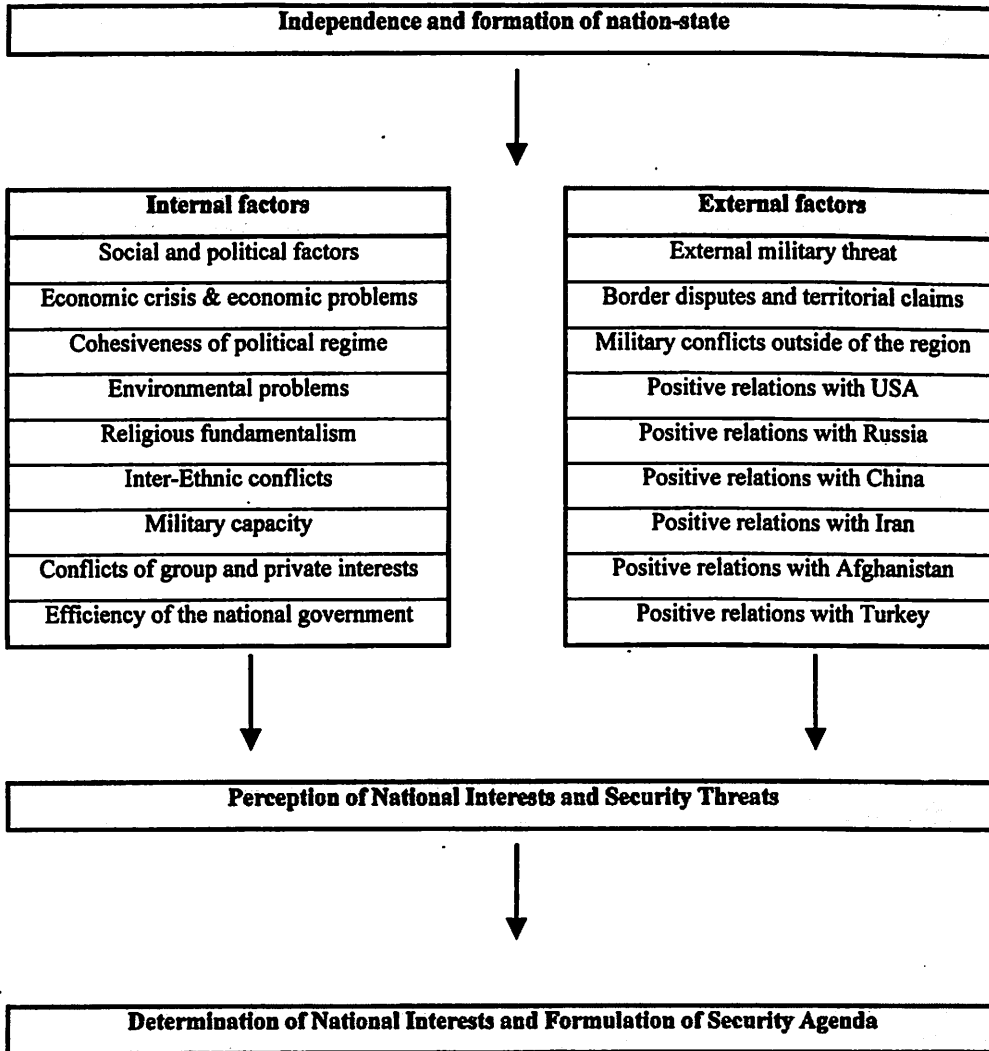 Independence and formation of nation-state
Internal factors
Social and political factors
Economic crisis & economic problems
Cohesiveness of political regime
Environmental problems
Religious fundamentalism
Inter-Ethnic conflicts
Military capacity
Conflicts of group and private interests
Efficiency of the national government
External factors
External military threat
Border disputes and territorial claims
Military conflicts outside of the region
Positive relations with USA
Positive relations with Russia
Positive relations with China
Positive relations with Iran
Positive relations with Afghanistan
Positive relations with Turkey
Perception of National Interests and Security Threats
Determination of National Interests and Formulation of Security Agenda